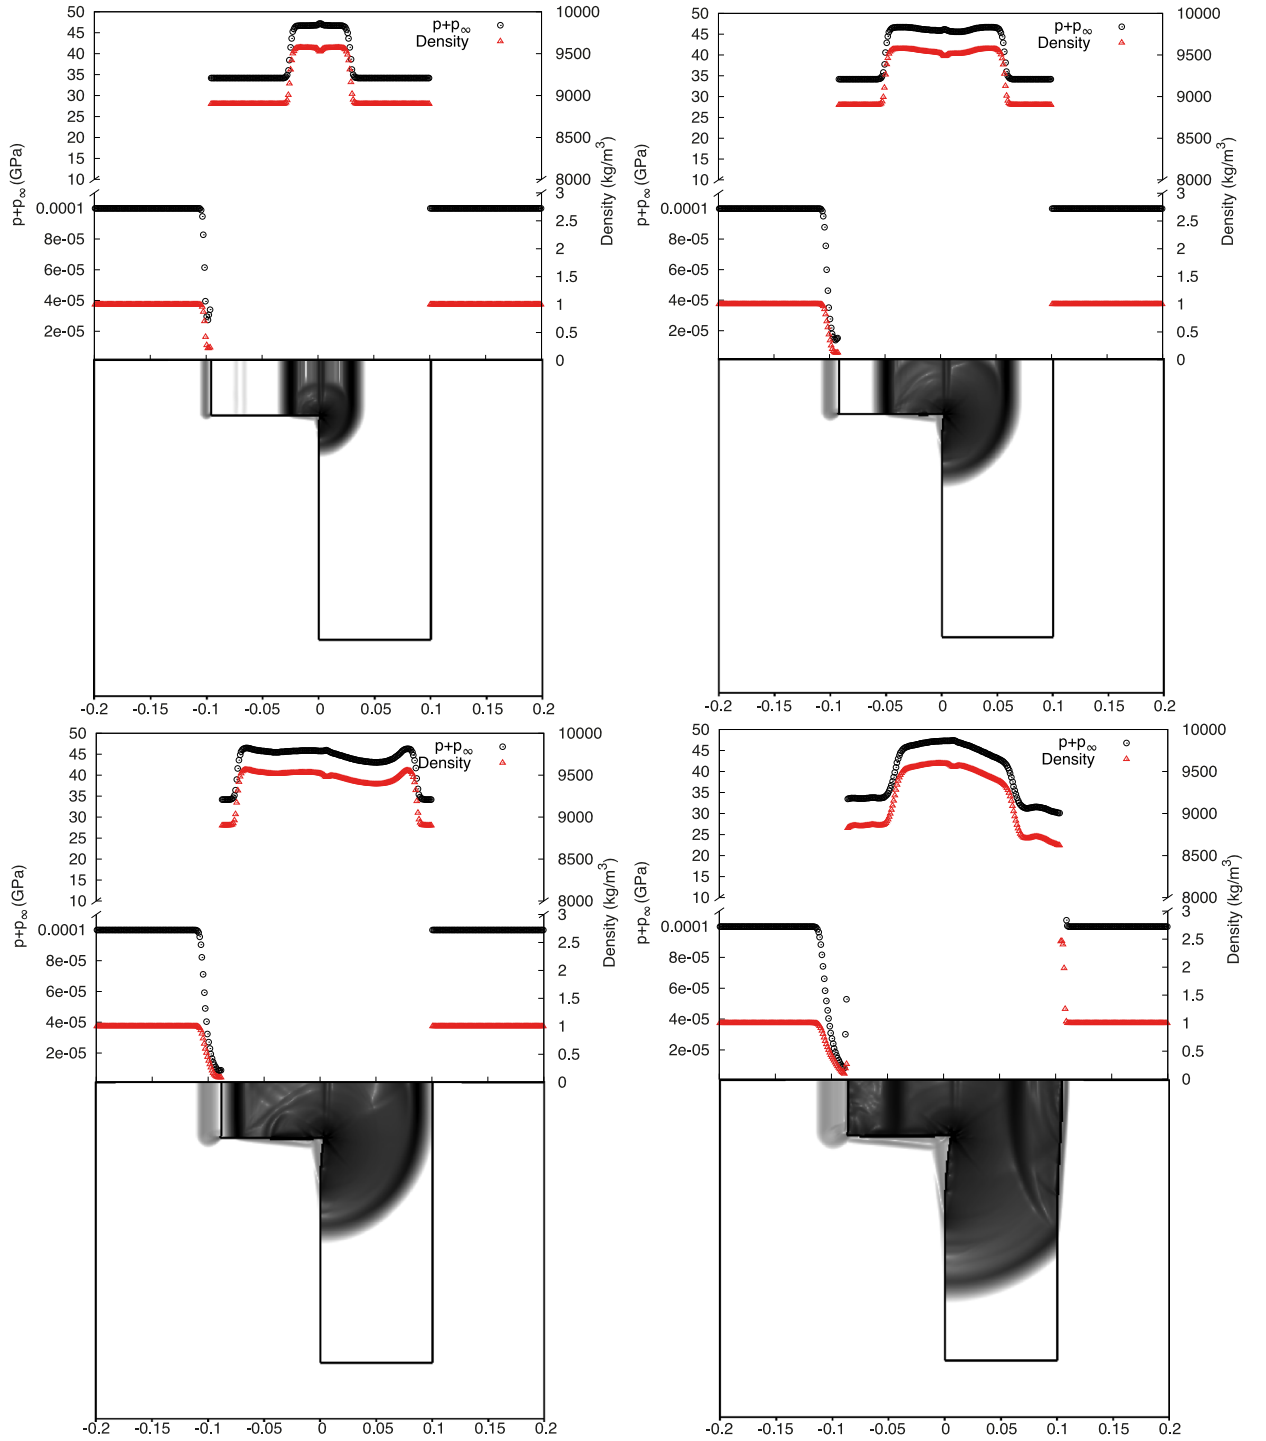 50
45
40
35
30
25
20
15
10
0.0001
8e-05
6e-05
4e-05
2e-05
p+p∞ (GPa)
p+p∞
Density
10000
9500
9000
8500
8000
3
2.5
2
1.5
1
0.5
0
Density (kg/m³)
-0.2 -0.15 -0.1 -0.05 0 0.05 0.1 0.15 0.2
50
45
40
35
30
25
20
15
10
0.0001
8e-05
6e-05
4e-05
2e-05
p+p∞ (GPa)
p+p∞
Density
10000
9500
9000
8500
8000
3
2.5
2
1.5
1
0.5
0
Density (kg/m³)
-0.2 -0.15 -0.1 -0.05 0 0.05 0.1 0.15 0.2
50
45
40
35
30
25
20
15
10
0.0001
8e-05
6e-05
4e-05
2e-05
p+p∞ (GPa)
p+p∞
Density
10000
9500
9000
8500
8000
3
2.5
2
1.5
1
0.5
0
Density (kg/m³)
-0.2 -0.15 -0.1 -0.05 0 0.05 0.1 0.15 0.2
50
45
40
35
30
25
20
15
10
0.0001
8e-05
6e-05
4e-05
2e-05
p+p∞ (GPa)
p+p∞
Density
10000
9500
9000
8500
8000
3
2.5
2
1.5
1
0.5
0
Density (kg/m³)
-0.2 -0.15 -0.1 -0.05 0 0.05 0.1 0.15 0.2